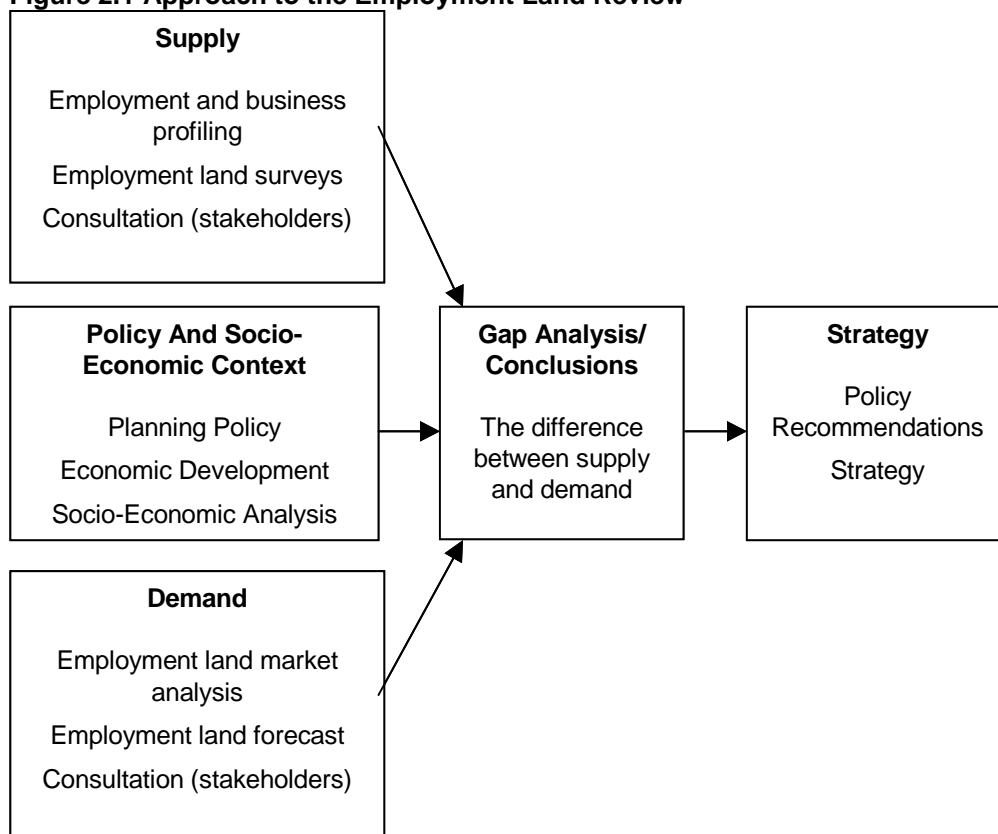 Figure 2.1 Approach to the Employment Land Review
Supply
Employment and business
profiling
Employment land surveys
Consultation (stakeholders)
Policy And Socio-
Economic Context
Planning Policy
Economic Development
Socio-Economic Analysis
Gap Analysis/
Conclusions
The difference
between supply
and demand
Strategy
Policy
Recommendations
Strategy
Demand
Employment land market
analysis
Employment land forecast
Consultation (stakeholders)